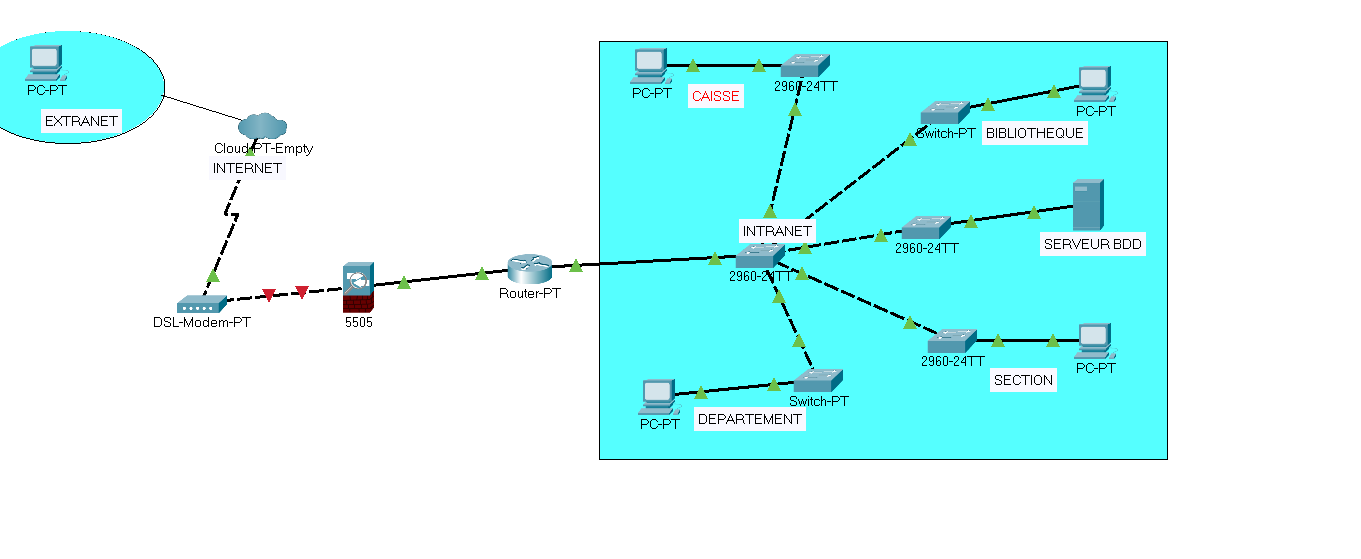 PC-PT
EXTRANET
Cloud-PT-Empty
INTERNET
DSL-Modem-PT
5505
Router-PT
PC-PT
CAISSE
2960-24TT
Switch-PT
BIBLIOTHEQUE
PC-PT
INTRANET
2960-24TT
2960-24TT
SERVEUR BDD
2960-24TT
SECTION
PC-PT
PC-PT
DEPARTEMENT
Switch-PT